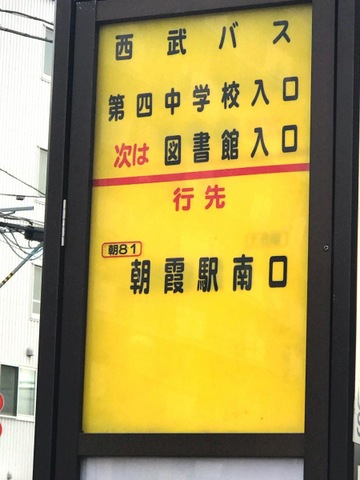 西武バス
第四中学校入口
次は 図書館入口
行先
朝81
朝霞駅南口